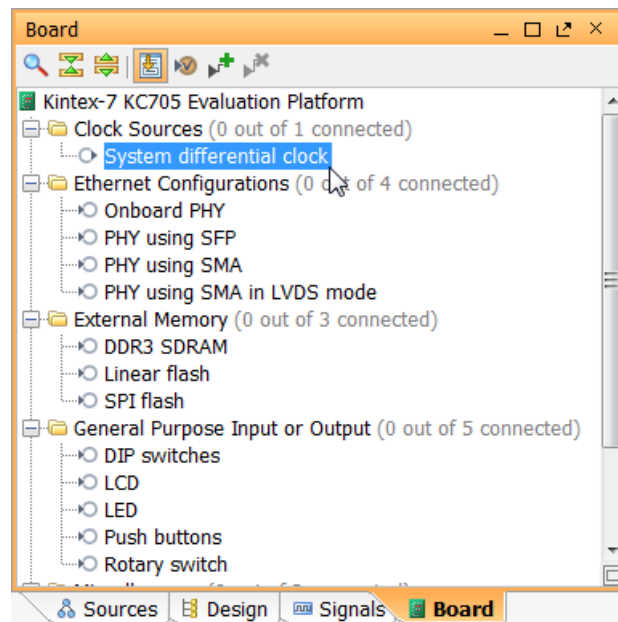 Board
Kintex-7 KC705 Evaluation Platform
Clock Sources (0 out of 1 connected)
System differential clock
Ethernet Configurations (0 out of 4 connected)
Onboard PHY
PHY using SFP
PHY using SMA
PHY using SMA in LVDS mode
External Memory (0 out of 3 connected)
DDR3 SDRAM
Linear flash
SPI flash
General Purpose Input or Output (0 out of 5 connected)
DIP switches
LCD
LED
Push buttons
Rotary switch
Sources Design Signals Board